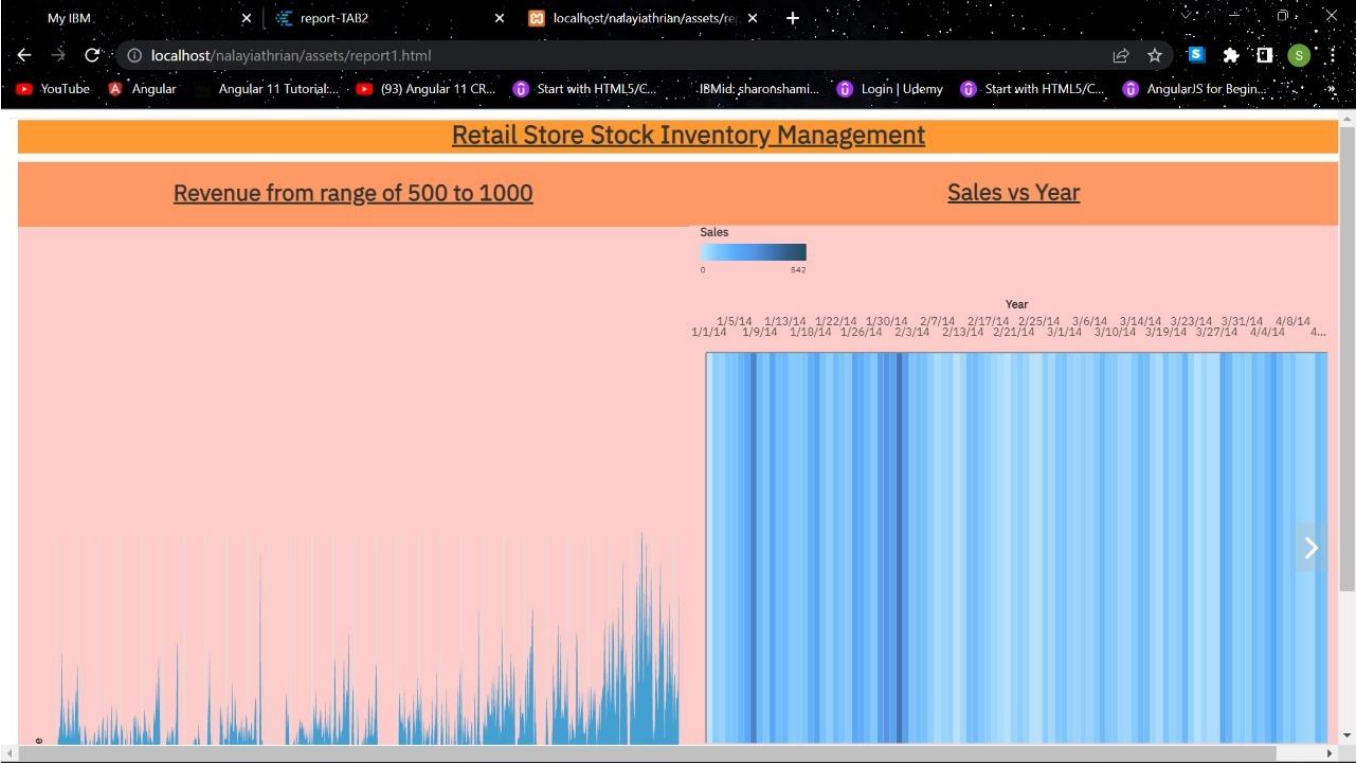 My IBM
report-TAB2
localhost/nalayiathrian/assets/re
localhost/nalayiathrian/assets/report1.html
S
S
YouTube
Angular
Angular 11 Tutorial:...
(93) Angular 11 CR...
Start with HTML5/C...
IBMid: sharonshami...
Login | Udemy
Start with HTML5/C...
AngularJS for Begin...
Retail Store Stock Inventory Management
Revenue from range of 500 to 1000
Sales vs Year
Sales
0 542
Year
1/5/14 1/13/14 1/22/14 1/30/14 2/7/14 2/17/14 2/25/14 3/6/14 3/14/14 3/23/14 3/31/14 4/8/14
1/1/14 1/9/14 1/18/14 1/26/14 2/3/14 2/13/14 2/21/14 3/1/14 3/10/14 3/19/14 3/27/14 4/4/14 4...
e